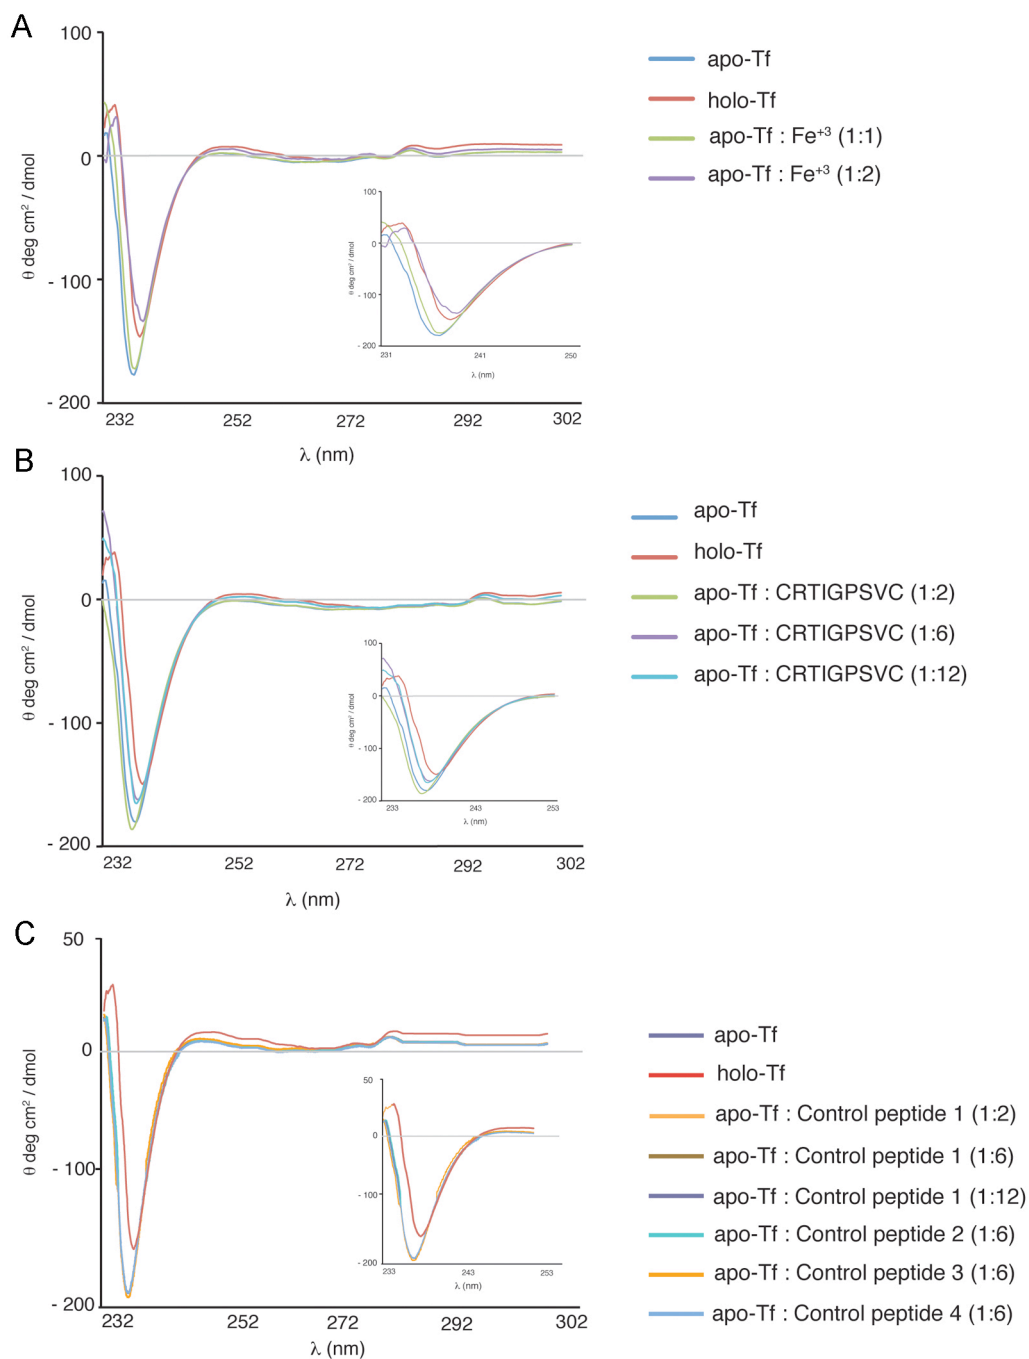 A
100
0
- 100
- 200
θ deg cm² / dmol
232 252 272 292 302
λ (nm)
apo-Tf
holo-Tf
apo-Tf : Fe⁺³ (1:1)
apo-Tf : Fe⁺³ (1:2)
100
0
- 100
- 200
θ deg cm² / dmol
231 241 250
λ (nm)
B
100
0
- 100
- 200
θ deg cm² / dmol
232 252 272 292 302
λ (nm)
apo-Tf
holo-Tf
apo-Tf : CRTIGPSVC (1:2)
apo-Tf : CRTIGPSVC (1:6)
apo-Tf : CRTIGPSVC (1:12)
100
0
- 100
- 200
θ deg cm² / dmol
233 243 253
λ (nm)
C
50
0
- 100
- 200
θ deg cm² / dmol
232 252 272 292 302
λ (nm)
apo-Tf
holo-Tf
apo-Tf : Control peptide 1 (1:2)
apo-Tf : Control peptide 1 (1:6)
apo-Tf : Control peptide 1 (1:12)
apo-Tf : Control peptide 2 (1:6)
apo-Tf : Control peptide 3 (1:6)
apo-Tf : Control peptide 4 (1:6)
50
0
- 100
- 200
θ deg cm² / dmol
233 243 253
λ (nm)